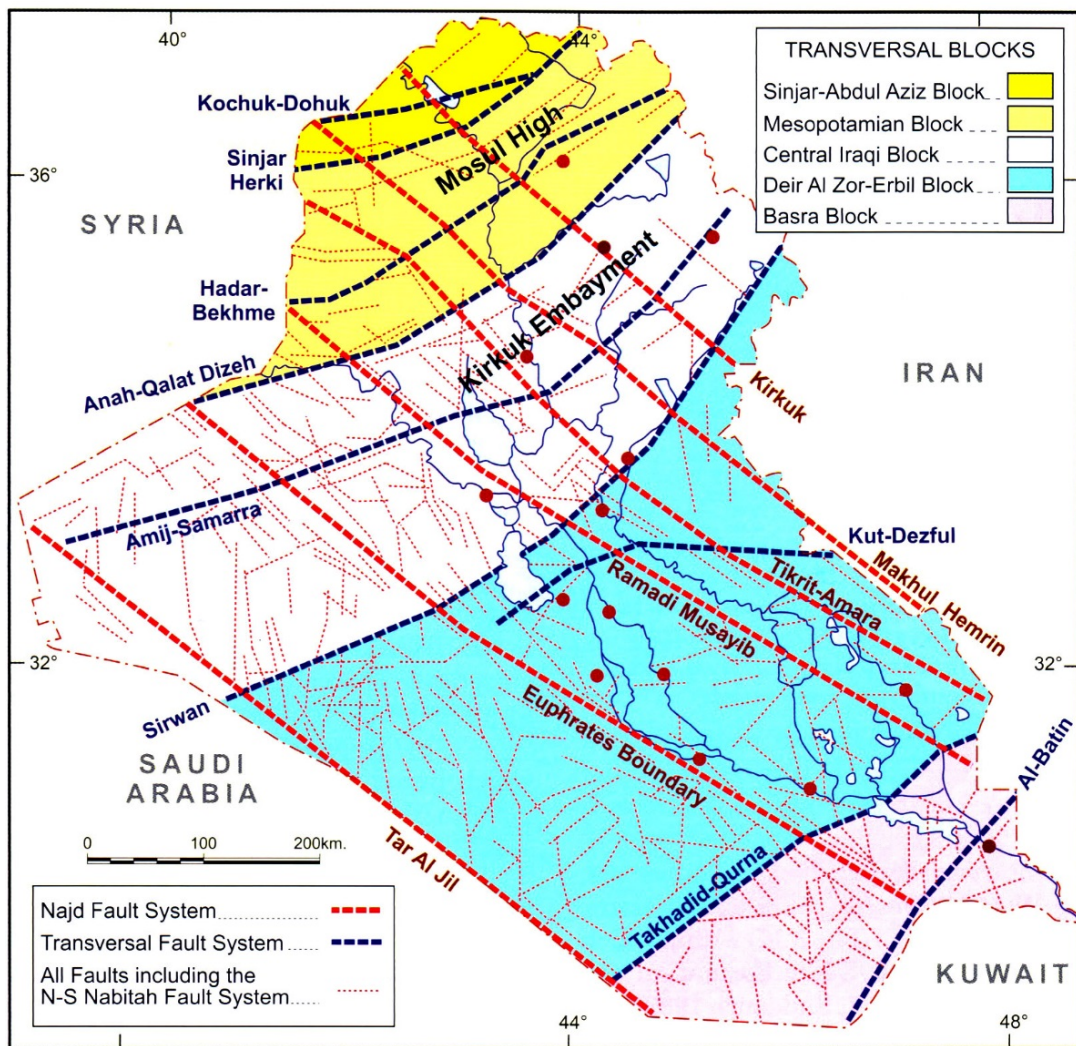 40°
44°
TRANSVERSAL BLOCKS
Sinjar-Abdul Aziz Block
Mesopotamian Block
Central Iraqi Block
Deir Al Zor-Erbil Block
Basra Block
Kochuk-Dohuk
Mosul High
Sinjar
Herki
36°
SYRIA
Hadar-
Bekhme
Kirkuk Embayment
Anah-Qalat Dizeh
IRAN
Kirkuk
Amij-Samarra
Kut-Dezful
Makhul Hemrin
Tikrit-Amara
Ramadi Musayib
32°
32°
Sirwan
Euphrates Boundary
SAUDI
ARABIA
Al-Batin
0 100 200km.
Tar Al Jil
Takhadid-Qurna
Najd Fault System
Transversal Fault System
All Faults including the
N-S Nabitah Fault System
KUWAIT
44°
48°